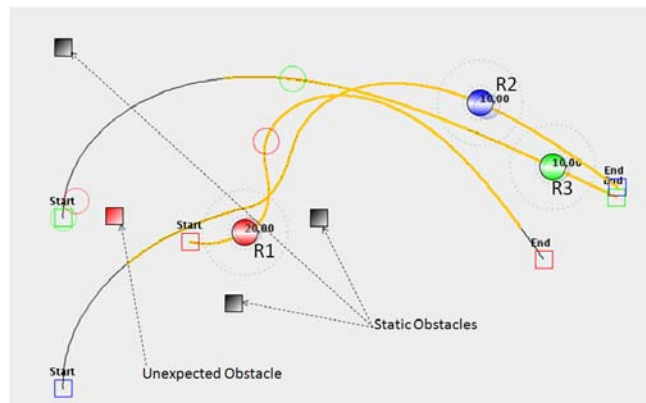 R2
10,00
10,00
End
End
R3
Start
Start
20,00
R1
End
Static Obstacles
Start
Unexpected Obstacle